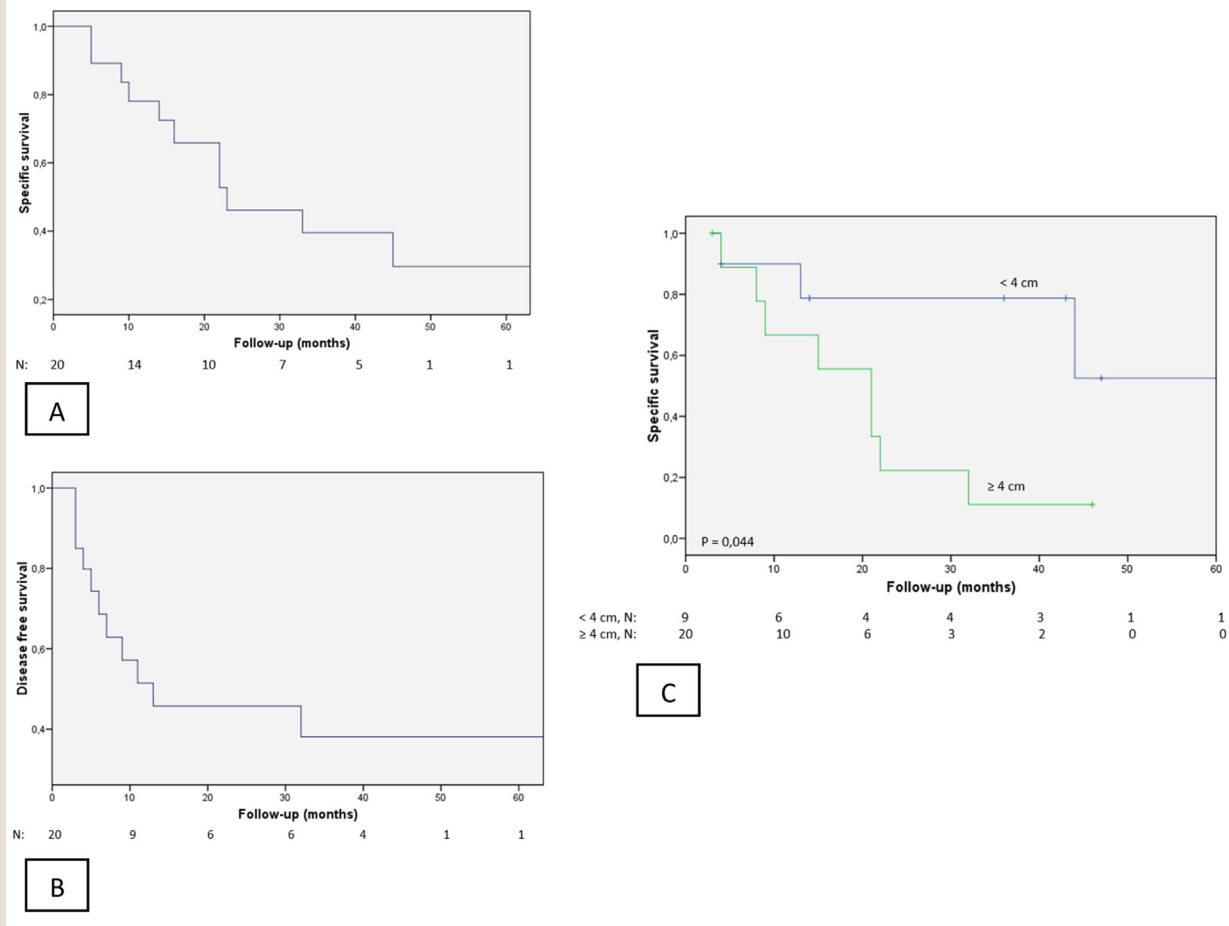 1,0
0,8
0,6
0,4
0,2
Specific survival
0 10 20 30 40 50 60
Follow-up (months)
N: 20 14 10 7 5 1 1
A
1,0
0,8
0,6
0,4
Disease free survival
0 10 20 30 40 50 60
Follow-up (months)
N: 20 9 6 6 4 1 1
B
1,0
0,8
0,6
0,4
0,2
0,0
Specific survival
< 4 cm
≥ 4 cm
P = 0,044
0 10 20 30 40 50 60
Follow-up (months)
< 4 cm, N: 9 6 4 4 3 1 1
≥ 4 cm, N: 20 10 6 3 2 0 0
C